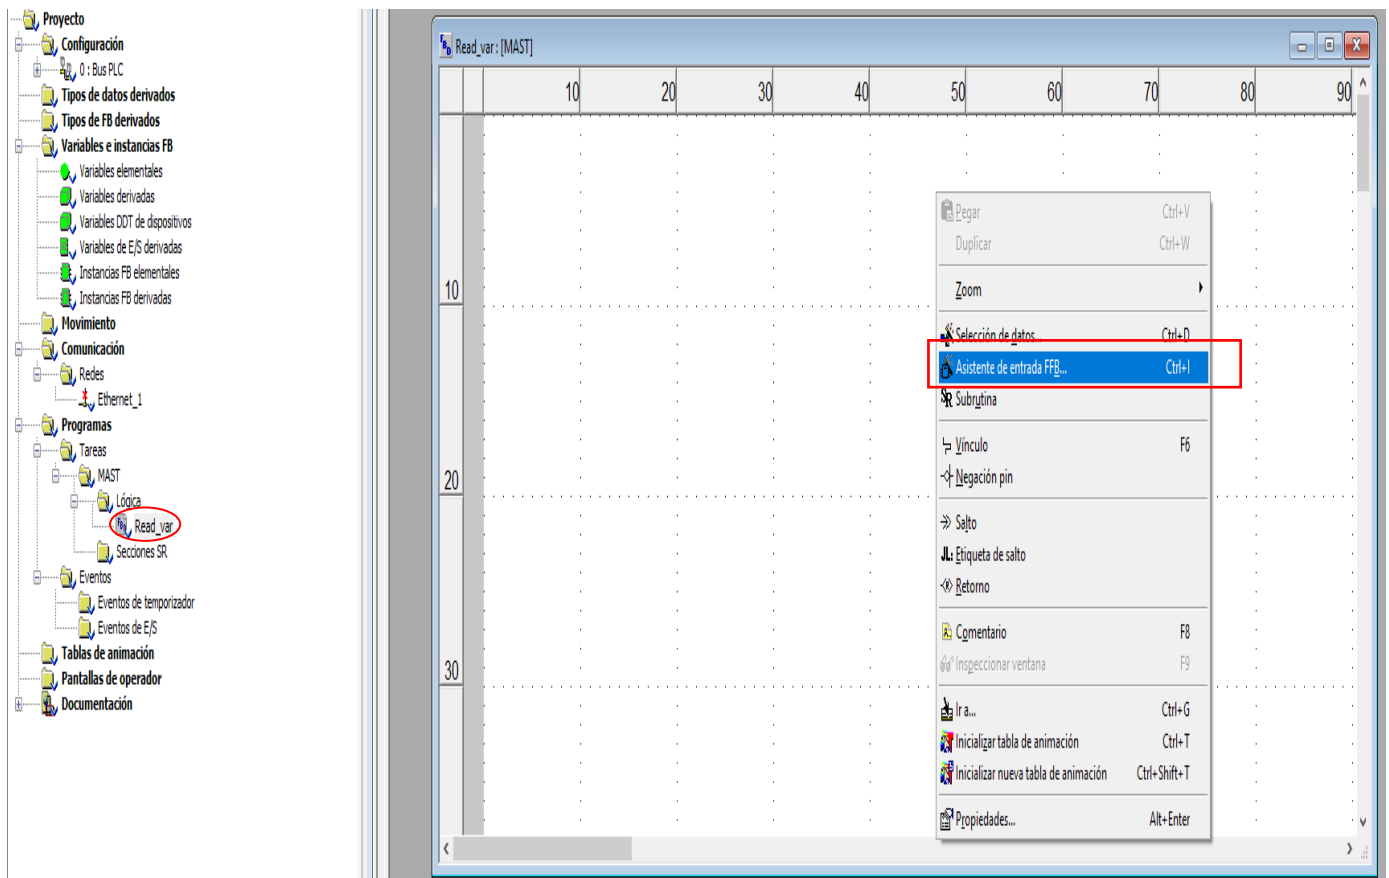 Proyecto
Configuración
0 : Bus PLC
Tipos de datos derivados
Tipos de FB derivados
Variables e instancias FB
Variables elementales
Variables derivadas
Variables DDT de dispositivos
Variables de E/S derivadas
Instancias FB elementales
Instancias FB derivadas
Movimiento
Comunicación
Redes
Ethernet_1
Programas
Tareas
MAST
Lógica
Read_var
Secciones SR
Eventos
Eventos de temporizador
Eventos de E/S
Tablas de animación
Pantallas de operador
Documentación
Read_var : [MAST]
10 20 30 40 50 60 70 80 90
10
20
30
Pegar Ctrl+V
Duplicar Ctrl+W
Zoom
Selección de datos... Ctrl+D
Asistente de entrada FFB... Ctrl+I
SR Subrutina
Vínculo F6
Negación pin
Salto
JL: Etiqueta de salto
Retorno
Comentario F8
Inspeccionar ventana F9
Ir a... Ctrl+G
Inicializar tabla de animación Ctrl+T
Inicializar nueva tabla de animación Ctrl+Shift+T
Propiedades... Alt+Enter